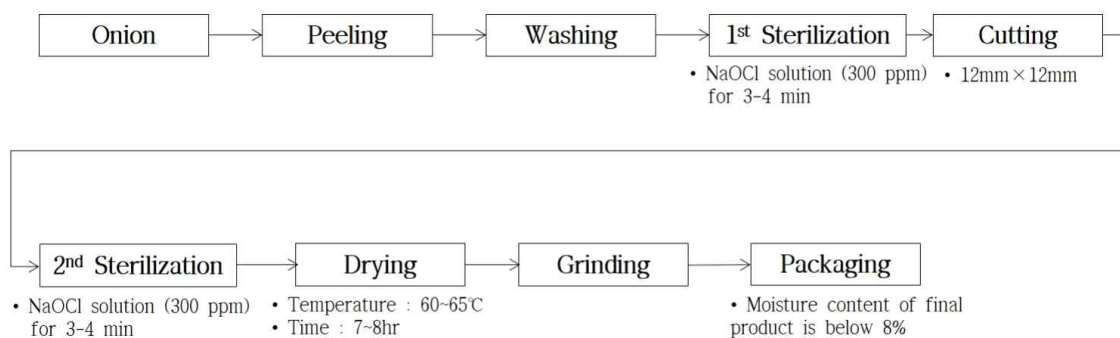 Onion
Peeling
Washing
1st Sterilization
Cutting
• NaOCl solution (300 ppm)
for 3-4 min
• 12mm×12mm
2nd Sterilization
Drying
Grinding
Packaging
• NaOCl solution (300 ppm)
for 3-4 min
• Temperature : 60~65℃
• Time : 7~8hr
• Moisture content of final
product is below 8%